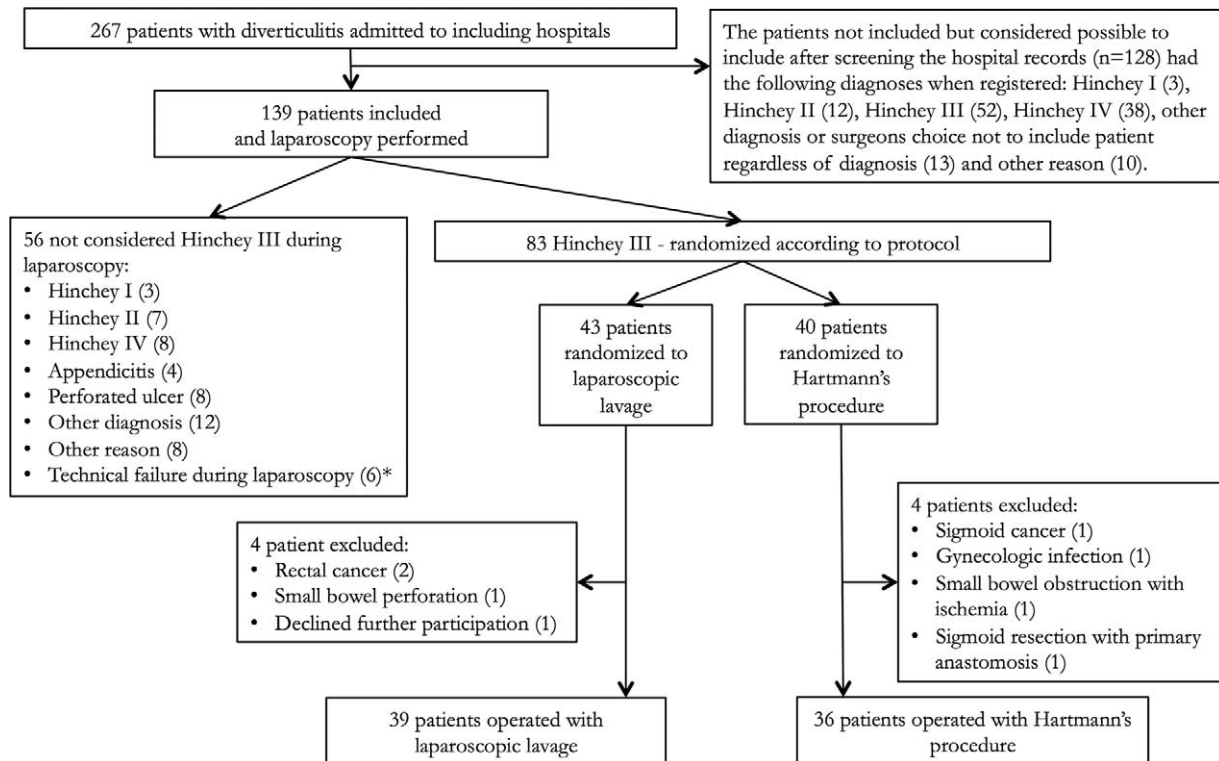 267 patients with diverticulitis admitted to including hospitals
The patients not included but considered possible to
include after screening the hospital records (n=128) had
the following diagnoses when registered: Hinchey I (3),
Hinchey II (12), Hinchey III (52), Hinchey IV (38), other
diagnosis or surgeons choice not to include patient
regardless of diagnosis (13) and other reason (10).
139 patients included
and laparoscopy performed
56 not considered Hinchey III during
laparoscopy:
• Hinchey I (3)
• Hinchey II (7)
• Hinchey IV (8)
• Appendicitis (4)
• Perforated ulcer (8)
• Other diagnosis (12)
• Other reason (8)
• Technical failure during laparoscopy (6)*
83 Hinchey III - randomized according to protocol
43 patients
randomized to
laparoscopic
lavage
40 patients
randomized to
Hartmann’s
procedure
4 patient excluded:
• Rectal cancer (2)
• Small bowel perforation (1)
• Declined further participation (1)
4 patients excluded:
• Sigmoid cancer (1)
• Gynecologic infection (1)
• Small bowel obstruction with
ischemia (1)
• Sigmoid resection with primary
anastomosis (1)
39 patients operated with
laparoscopic lavage
36 patients operated with Hartmann’s
procedure